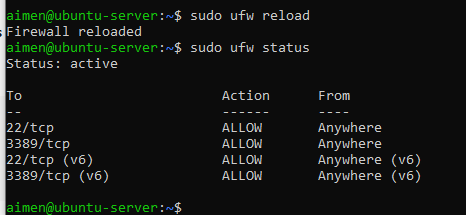 aimen@ubuntu-server:~$ sudo ufw reload
Firewall reloaded
aimen@ubuntu-server:~$ sudo ufw status
Status: active
To                         Action      From
--                         ------      ----
22/tcp                     ALLOW       Anywhere
3389/tcp                   ALLOW       Anywhere
22/tcp (v6)                ALLOW       Anywhere (v6)
3389/tcp (v6)              ALLOW       Anywhere (v6)
aimen@ubuntu-server:~$